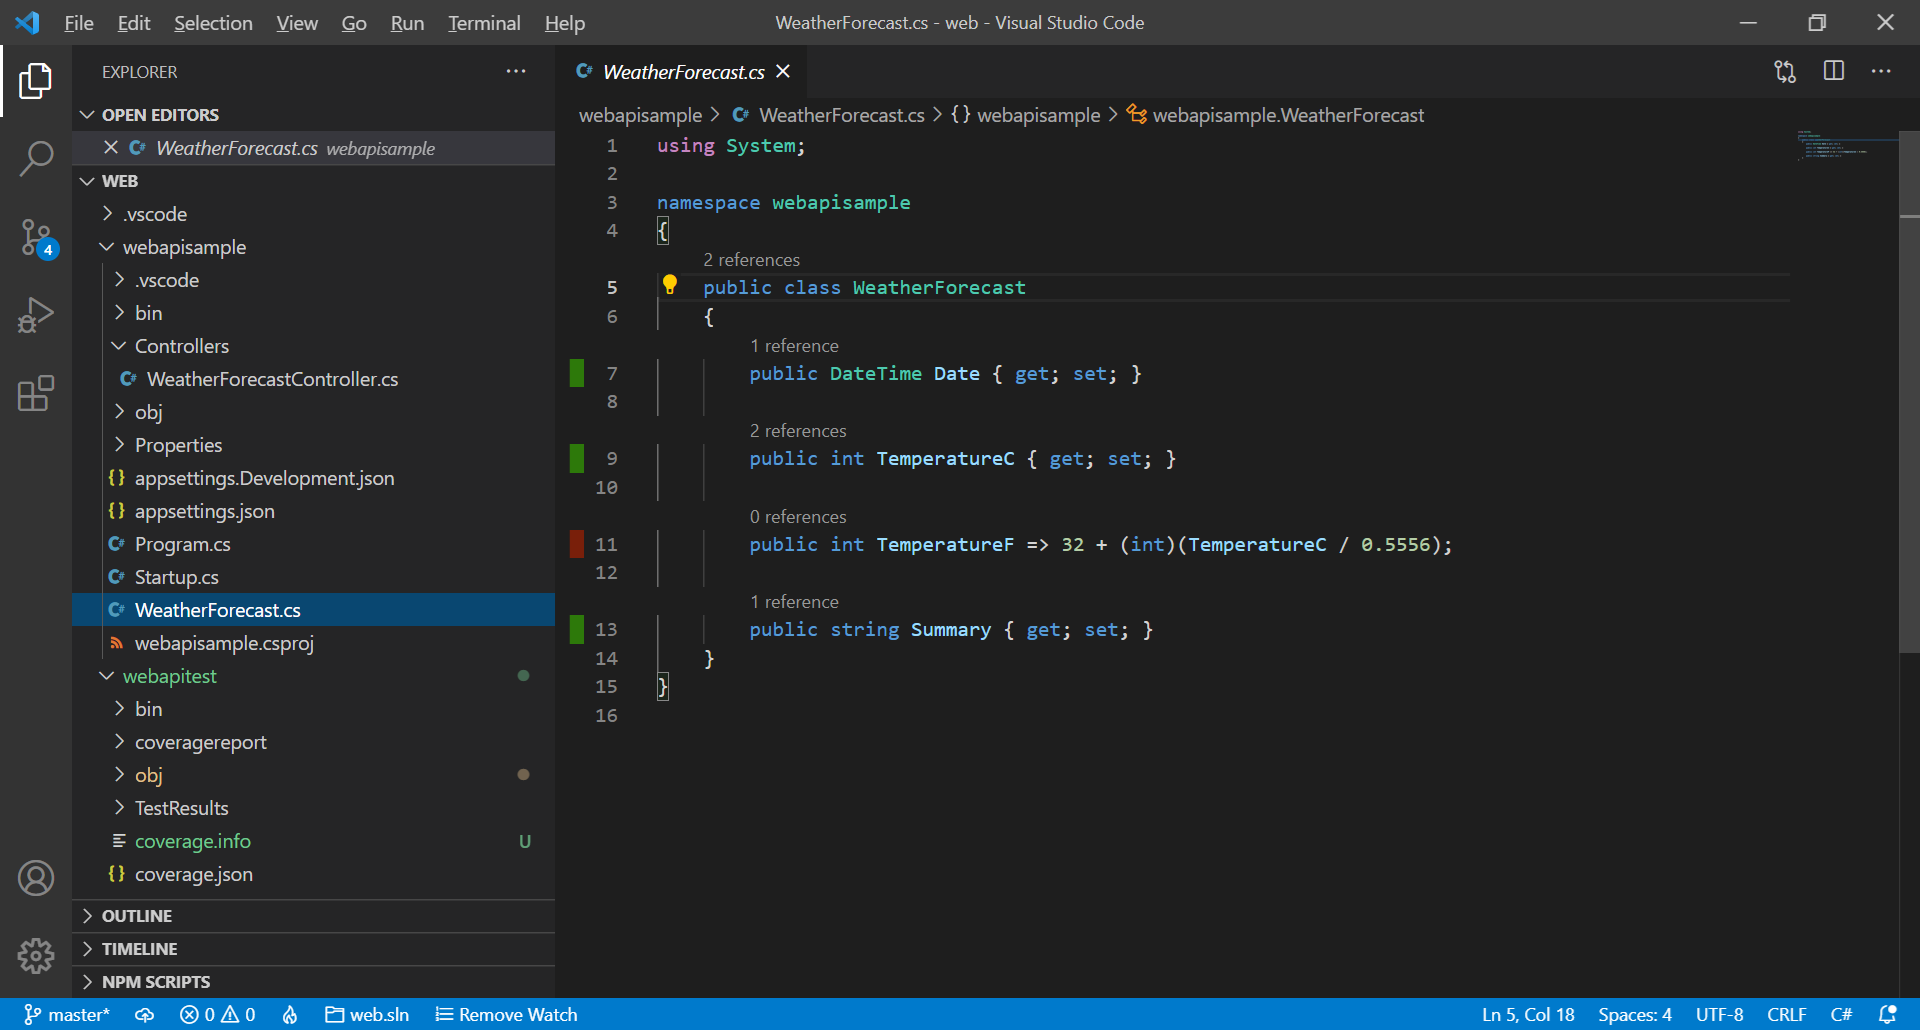 File Edit Selection View Go Run Terminal Help
WeatherForecast.cs - web - Visual Studio Code
EXPLORER
OPEN EDITORS
WeatherForecast.cs webapisample
WEB
.vscode
webapisample
.vscode
bin
Controllers
WeatherForecastController.cs
obj
Properties
appsettings.Development.json
appsettings.json
Program.cs
Startup.cs
WeatherForecast.cs
webapisample.csproj
webapitest
bin
coveragereport
obj
TestResults
coverage.info U
coverage.json
OUTLINE
TIMELINE
NPM SCRIPTS
4
C# WeatherForecast.cs
webapisample > C# WeatherForecast.cs > {} webapisample > webapisample.WeatherForecast
1 using System;
2
3 namespace webapisample
4 {
2 references
5 public class WeatherForecast
6 {
1 reference
7 public DateTime Date { get; set; }
8
2 references
9 public int TemperatureC { get; set; }
10
0 references
11 public int TemperatureF => 32 + (int)(TemperatureC / 0.5556);
12
1 reference
13 public string Summary { get; set; }
14 }
15 }
16
master* 0 0 web.sln Remove Watch
Ln 5, Col 18 Spaces: 4 UTF-8 CRLF C#